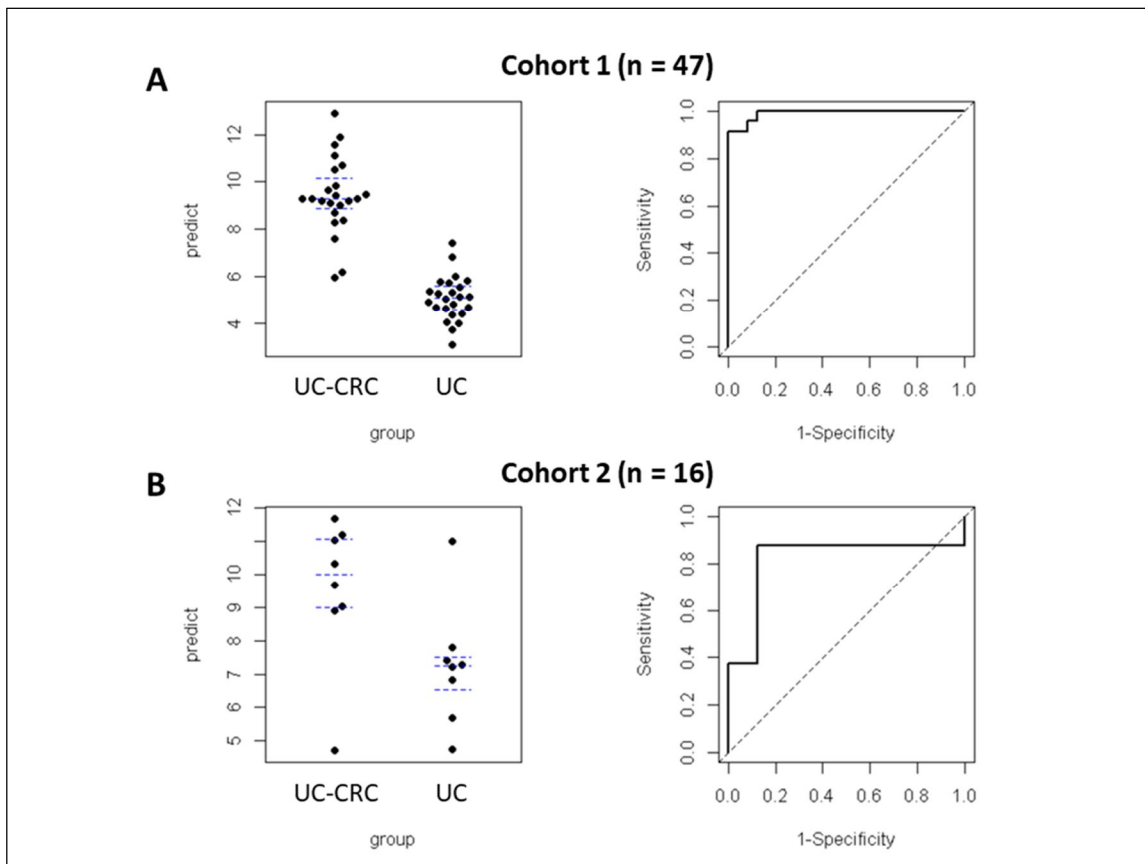 Cohort 1 (n = 47)
A
predict
12
10
8
6
4
UC-CRC UC
group
Sensitivity
1.0
0.8
0.6
0.4
0.2
0.0
0.0 0.2 0.4 0.6 0.8 1.0
1-Specificity
Cohort 2 (n = 16)
B
predict
12
10
9
8
7
6
5
UC-CRC UC
group
Sensitivity
1.0
0.8
0.6
0.4
0.2
0.0
0.0 0.2 0.4 0.6 0.8 1.0
1-Specificity